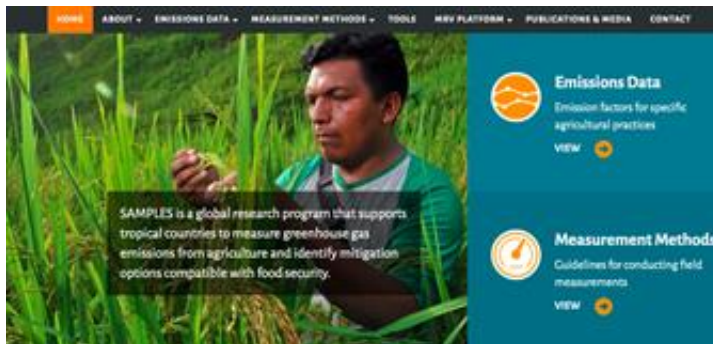 HOME ABOUT EMISSIONS DATA MEASUREMENT METHODS TOOLS MRV PLATFORM PUBLICATIONS & MEDIA CONTACT
Emissions Data
Emission factors for specific
agricultural practices
VIEW
SAMPLES is a global research program that supports
tropical countries to measure greenhouse gas
emissions from agriculture and identify mitigation
options compatible with food security.
Measurement Methods
Guidelines for conducting field
measurements
VIEW